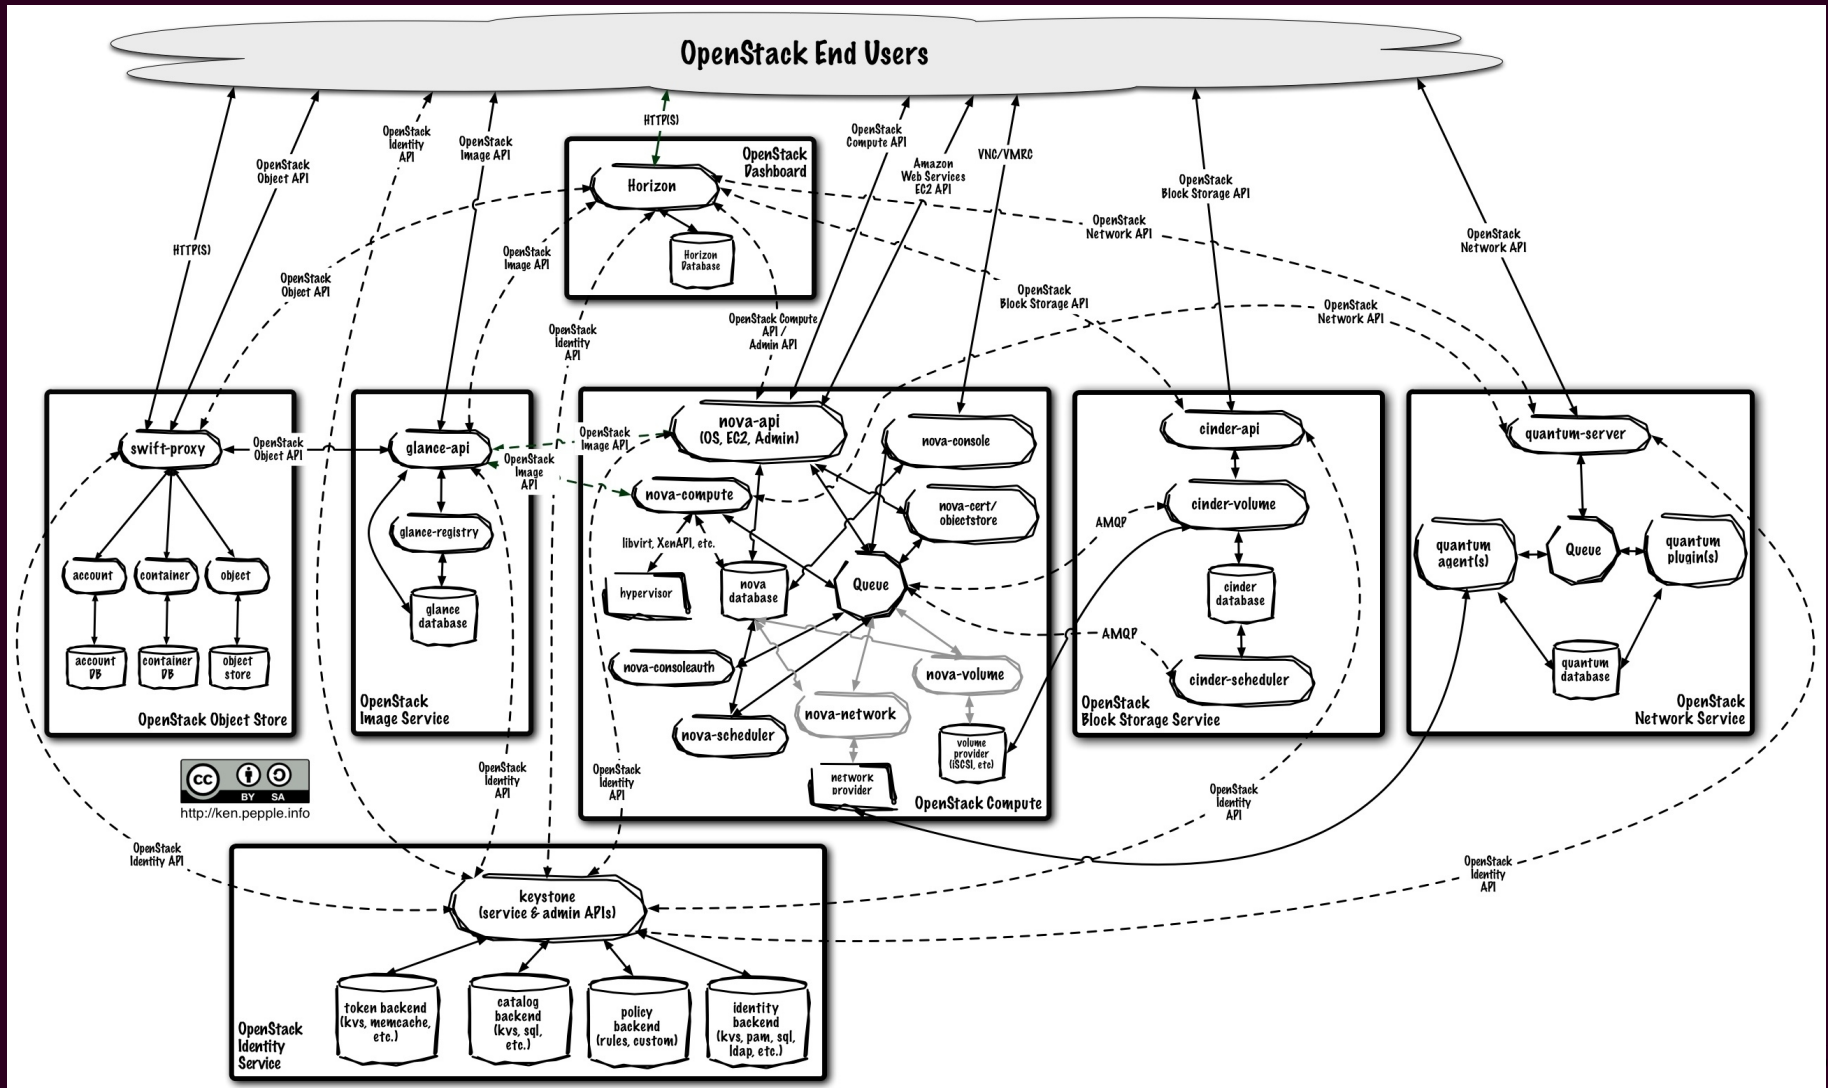 OpenStack End Users
HTTP(S)
OpenStack
Object API
OpenStack
Identity
API
OpenStack
Image API
HTTP(S)
OpenStack
Compute API
Amazon
Web Services
EC2 API
VNC/VMRC
OpenStack
Block Storage API
OpenStack
Network API
OpenStack
Dashboard
Horizon
Horizon
Database
OpenStack
Object API
OpenStack
Image API
OpenStack
Identity
API
OpenStack Compute
API /
Admin API
OpenStack
Network API
OpenStack
Block Storage API
OpenStack
Network API
swift-proxy
account
container
object
account
DB
container
DB
object
store
OpenStack Object Store
OpenStack
Object API
glance-api
glance-registry
glance
database
OpenStack
Image Service
OpenStack
Image API
OpenStack
Image
API
nova-api
(OS, EC2, Admin)
nova-console
nova-compute
nova-cert/
objectstore
libvirt, XenAPI, etc.
hypervisor
nova
database
Queue
nova-consoleauth
nova-volume
nova-network
nova-scheduler
volume
provider
(iSCSI, etc)
network
provider
OpenStack Compute
AMQP
AMQP
cinder-api
cinder-volume
cinder
database
cinder-scheduler
OpenStack
Block Storage Service
quantum-server
quantum
agent(s)
Queue
quantum
plugin(s)
quantum
database
OpenStack
Network Service
cc
BY SA
http://ken.pepple.info
OpenStack
Identity API
OpenStack
Identity
API
OpenStack
Identity
API
OpenStack
Identity
API
OpenStack
Identity
API
keystone
(service & admin APIs)
token backend
(kvs, memcache,
etc.)
catalog
backend
(kvs, sql,
etc.)
policy
backend
(rules, custom)
identity
backend
(kvs, pam, sql,
ldap, etc.)
OpenStack
Identity
Service